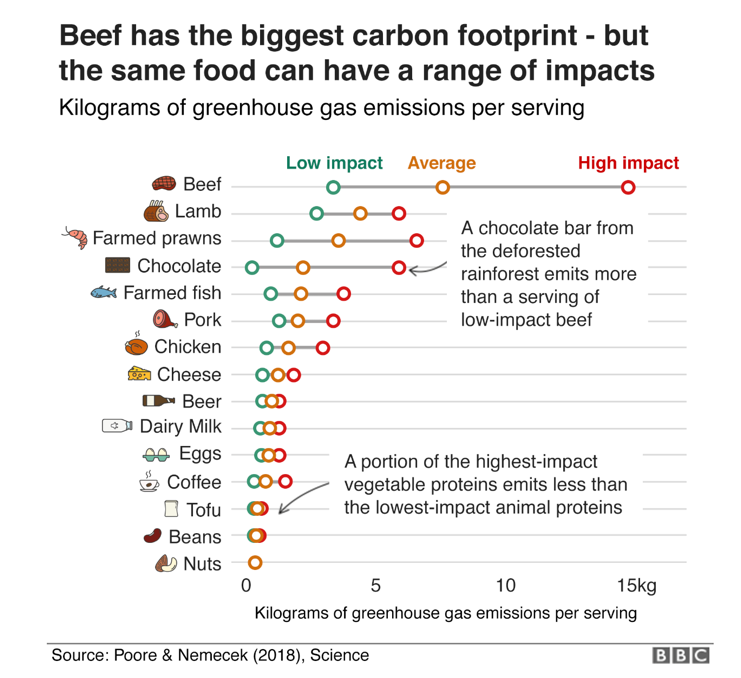 Beef has the biggest carbon footprint - but
the same food can have a range of impacts
Kilograms of greenhouse gas emissions per serving
Low impact Average High impact
Beef
Lamb
Farmed prawns
Chocolate
Farmed fish
Pork
Chicken
Cheese
Beer
Dairy Milk
Eggs
Coffee
Tofu
Beans
Nuts
A chocolate bar from
the deforested
rainforest emits more
than a serving of
low-impact beef
A portion of the highest-impact
vegetable proteins emits less than
the lowest-impact animal proteins
0 5 10 15kg
Kilograms of greenhouse gas emissions per serving
Source: Poore & Nemecek (2018), Science
BBC